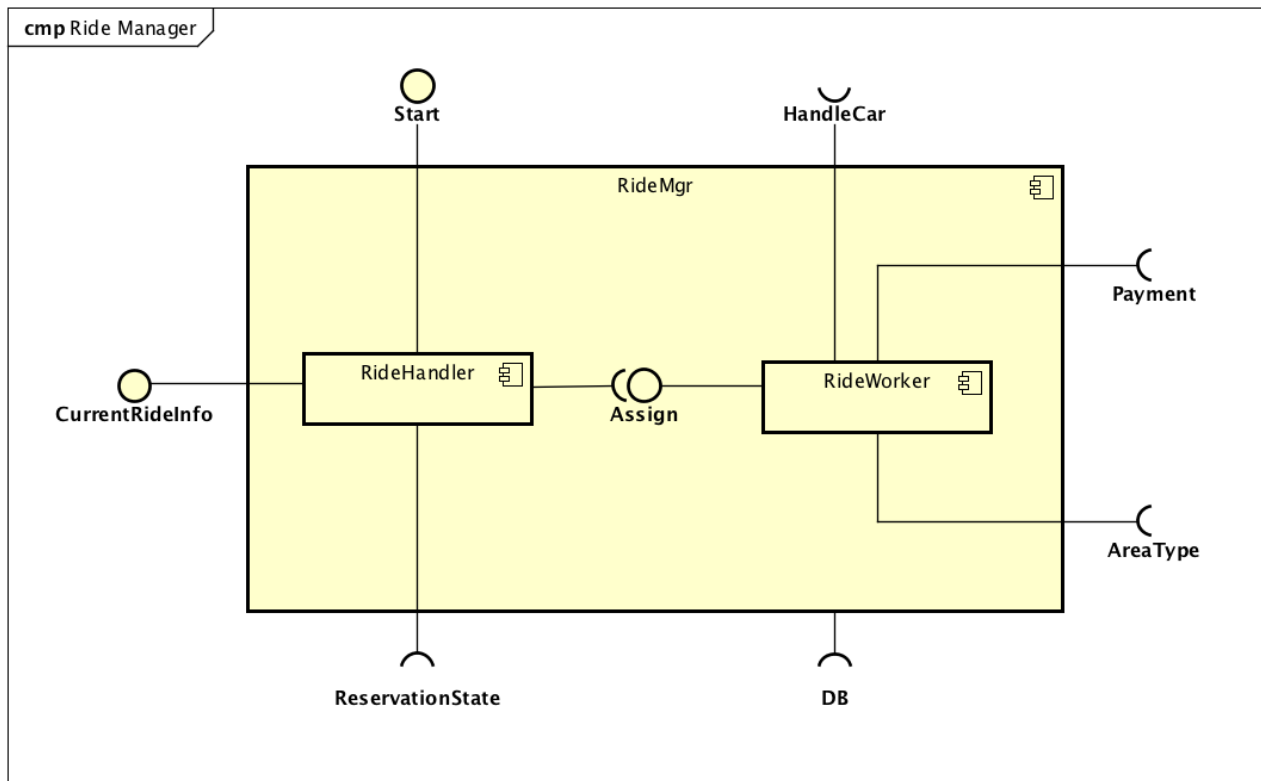 cmp Ride Manager
Start
HandleCar
RideMgr
Payment
RideHandler
RideWorker
CurrentRideInfo
Assign
AreaType
ReservationState
DB